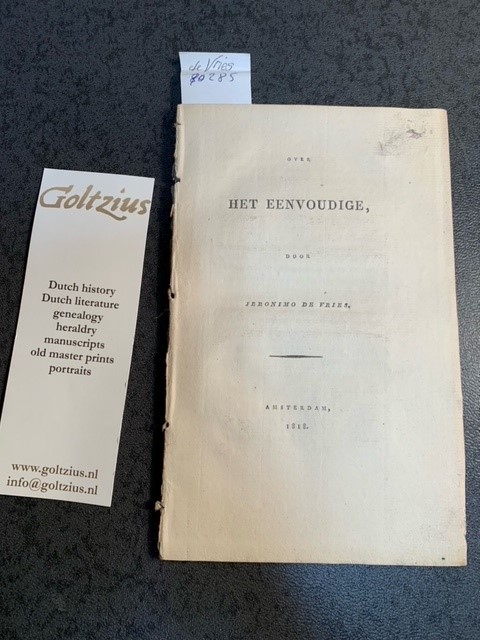 de Vries
80285
OVER
HET EENVOUDIGE,
DOOR
JERONIMO DE VRIES.
AMSTERDAM,
1818.
Goltzius
Dutch history
Dutch literature
genealogy
heraldry
manuscripts
old master prints
portraits
www.goltzius.nl
info@goltzius.nl